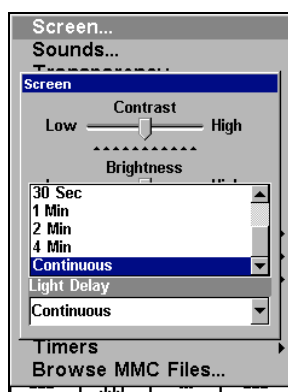 Screen...
Sounds...
Transparency
Screen
Contrast
Low High
Brightness
30 Sec
1 Min
2 Min
4 Min
Continuous
Light Delay
Continuous
Timers
Browse MMC Files...